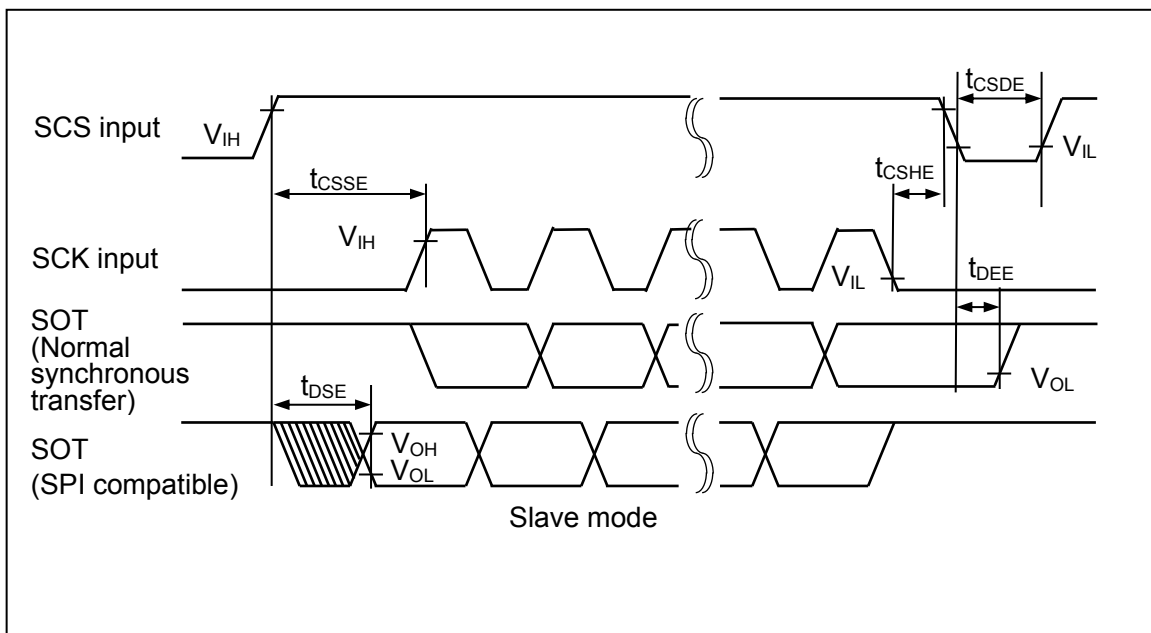 tCSDE
SCS input
VIH
VIL
tCSHE
tCSSE
VIH
SCK input
VIL
tDEE
SOT
(Normal
synchronous
transfer)
VOL
tDSE
VOH
SOT
VOL
(SPI compatible)
Slave mode